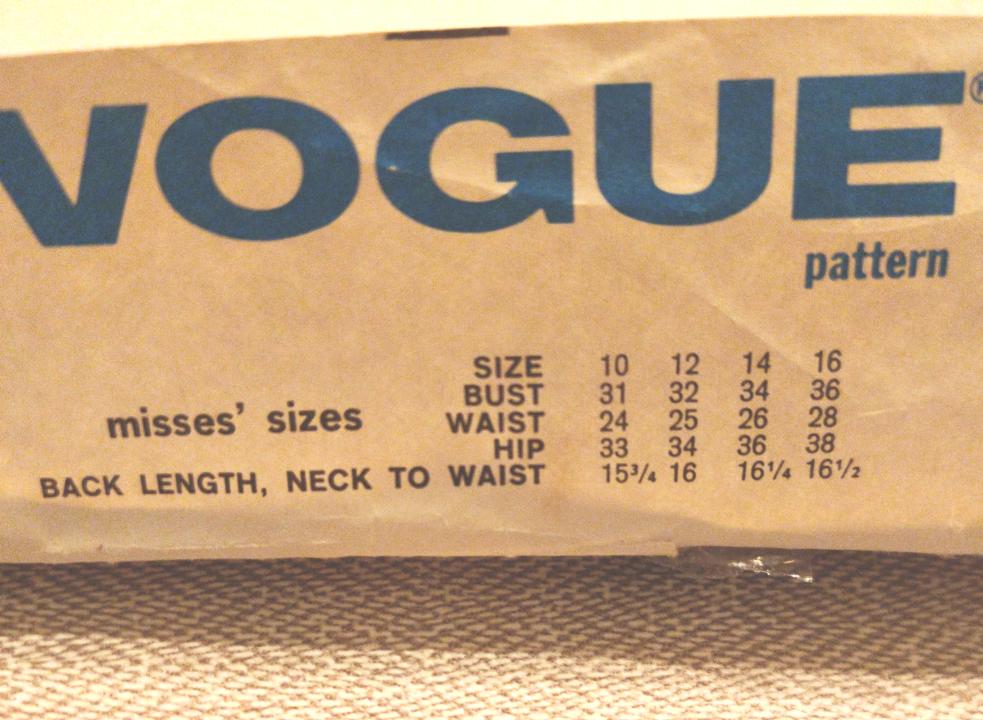 VOGUE®
pattern
SIZE 10 12 14 16
BUST 31 32 34 36
misses' sizes WAIST 24 25 26 28
HIP 33 34 36 38
BACK LENGTH, NECK TO WAIST 15¾ 16 16¼ 16½